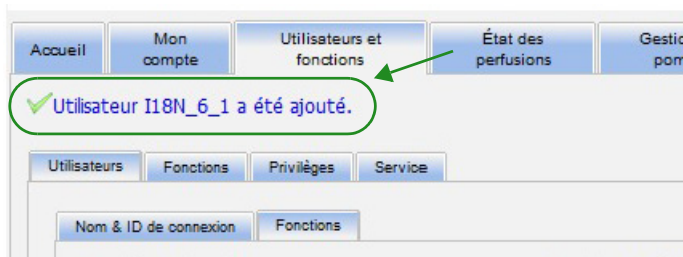 Accueil
Mon compte
Utilisateurs et fonctions
État des perfusions
Utilisateur I18N_6_1 a été ajouté.
Utilisateurs
Fonctions
Privilèges
Service
Nom & ID de connexion
Fonctions